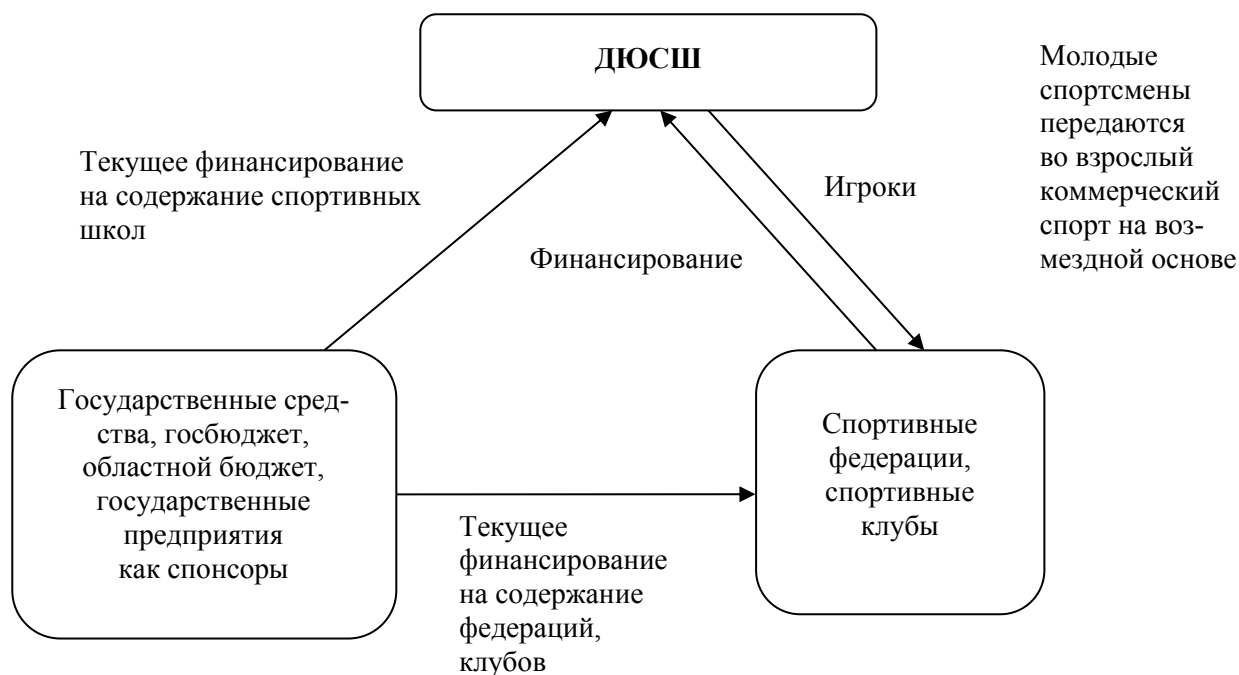 ДЮСШ
Молодые
спортсмены
передаются
во взрослый
коммерческий
спорт на воз-
мездной основе
Текущее финансирование
на содержание спортивных
школ
Игроки
Финансирование
Государственные сред-
ства, госбюджет,
областной бюджет,
государственные
предприятия
как спонсоры
Спортивные
федерации,
спортивные
клубы
Текущее
финансирование
на содержание
федераций,
клубов